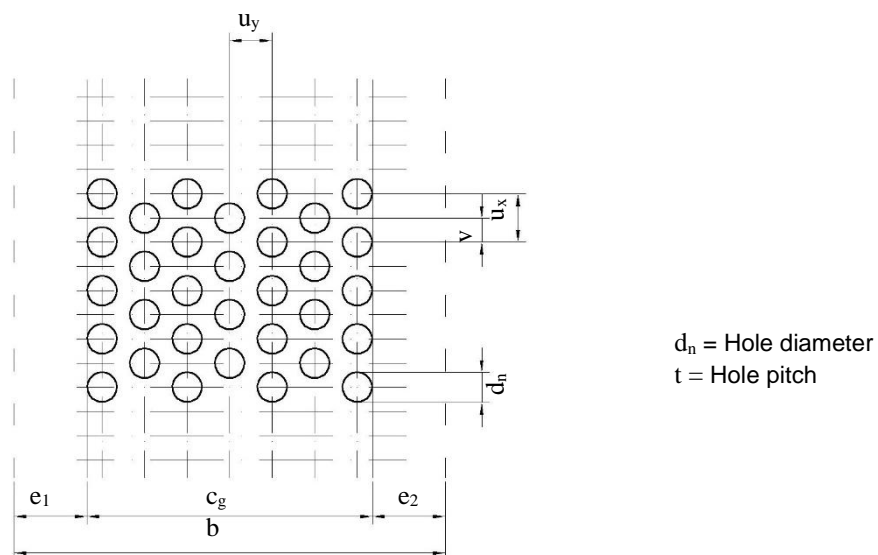 u_y
u_x
v
d_n
d_n = Hole diameter
t = Hole pitch
e_1
c_g
e_2
b